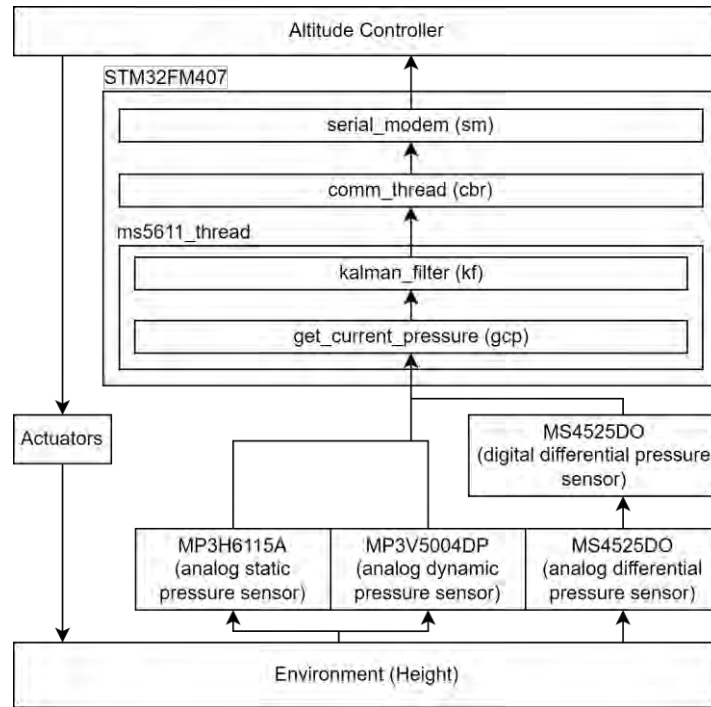 Altitude Controller
STM32FM407
serial_modem (sm)
comm_thread (cbr)
ms5611_thread
kalman_filter (kf)
get_current_pressure (gcp)
Actuators
MS4525DO
(digital differential pressure
sensor)
MP3H6115A
(analog static
pressure sensor)
MP3V5004DP
(analog dynamic
pressure sensor)
MS4525DO
(analog differential
pressure sensor)
Environment (Height)